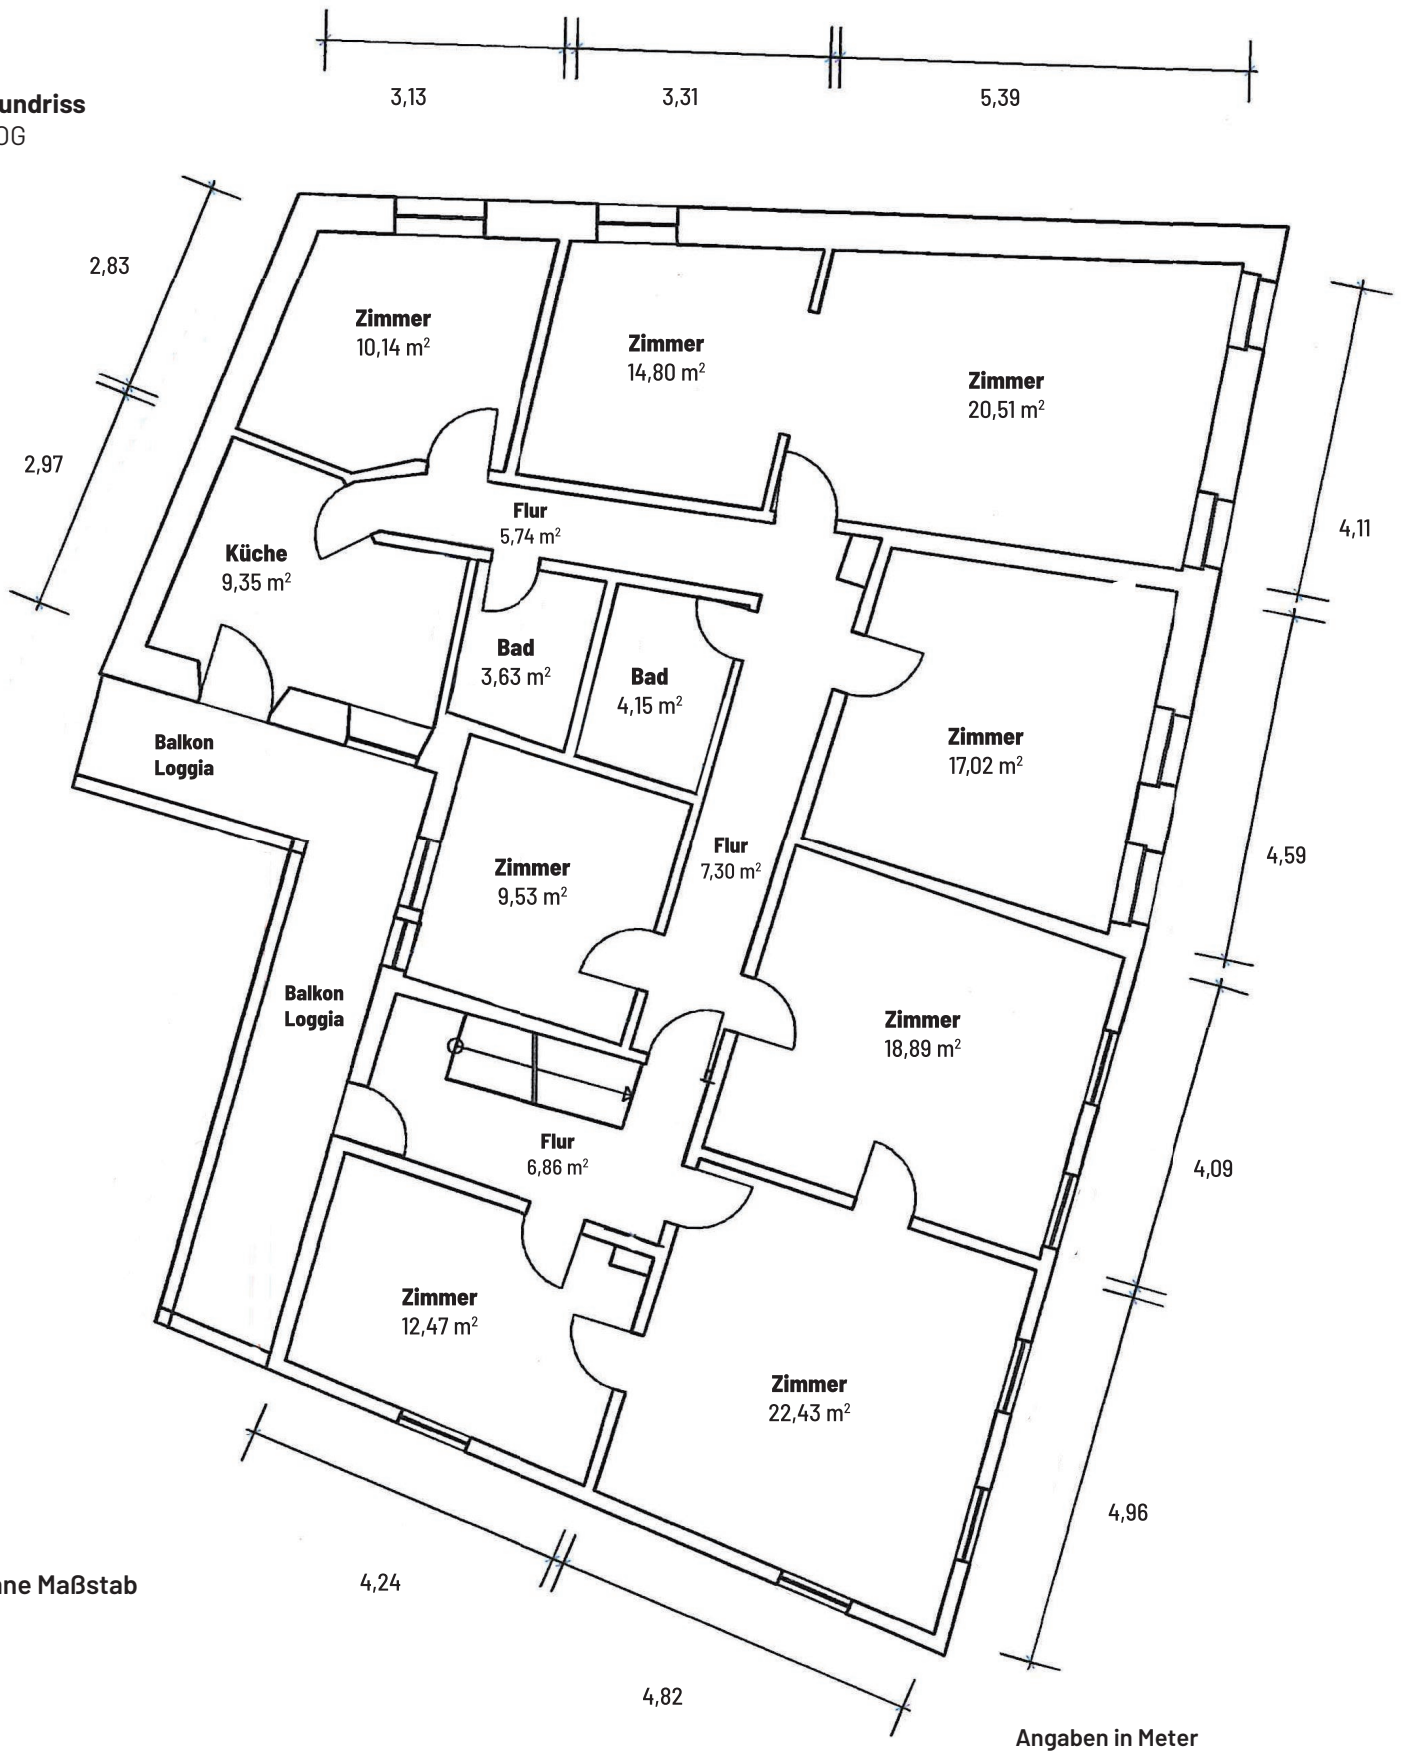 3,13
3,31
5,39
undriss
OG
2,83
2,97
Zimmer
10,14 m²
Zimmer
14,80 m²
Zimmer
20,51 m²
Flur
5,74 m²
4,11
Küche
9,35 m²
Bad
3,63 m²
Bad
4,15 m²
Balkon
Loggia
Zimmer
17,02 m²
Zimmer
9,53 m²
Flur
7,30 m²
4,59
Balkon
Loggia
Zimmer
18,89 m²
Flur
6,86 m²
4,09
Zimmer
12,47 m²
Zimmer
22,43 m²
4,96
4,24
ne Maßstab
4,82
Angaben in Meter